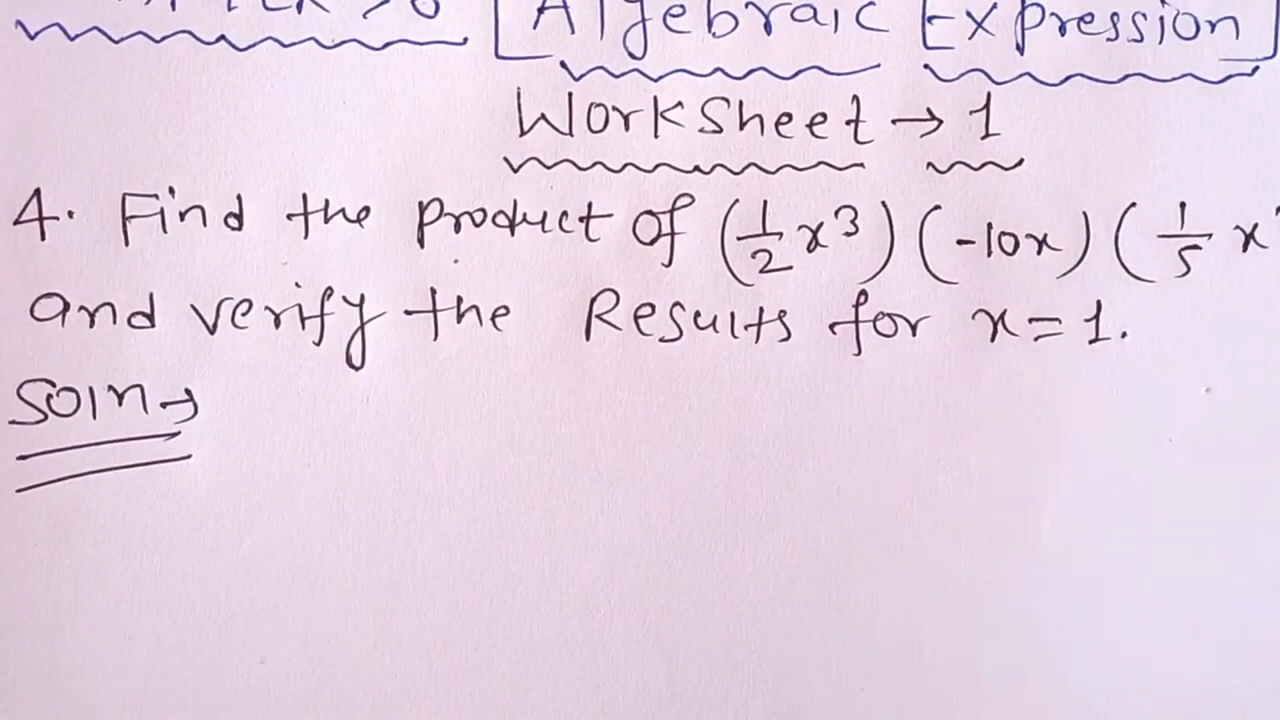 [Algebraic Expression]
Worksheet → 1
4. Find the product of (1/2 x³) (-10x) (1/5 x
and verify the Results for x = 1.
Soln →